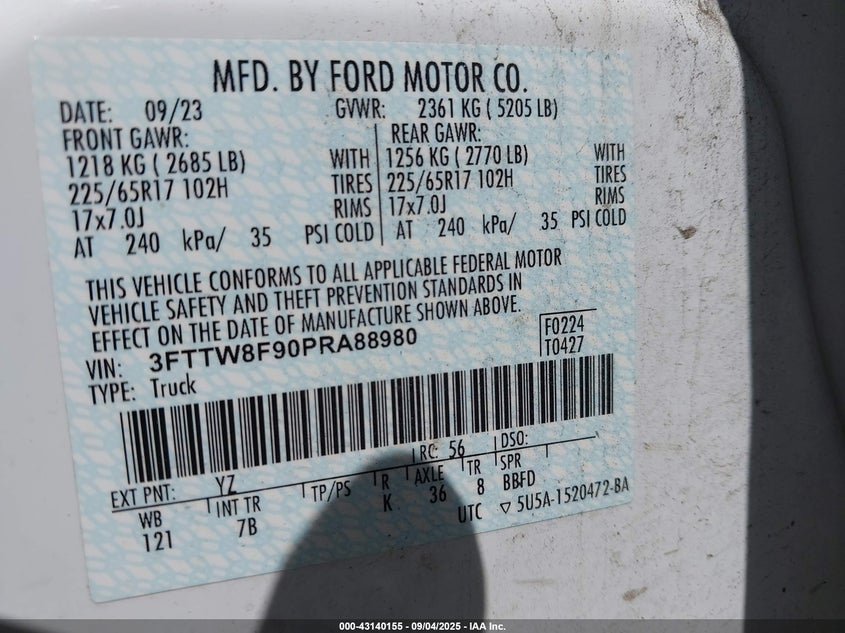 MFD. BY FORD MOTOR CO.
DATE: 09/23 GVWR: 2361 KG ( 5205 LB)
FRONT GAWR: REAR GAWR:
1218 KG ( 2685 LB) WITH 1256 KG ( 2770 LB) WITH
225/65R17 102H TIRES 225/65R17 102H TIRES
17x7.0J RIMS 17x7.0J RIMS
AT 240 kPa/ 35 PSI COLD AT 240 kPa/ 35 PSI COLD
THIS VEHICLE CONFORMS TO ALL APPLICABLE FEDERAL MOTOR
VEHICLE SAFETY AND THEFT PREVENTION STANDARDS IN
EFFECT ON THE DATE OF MANUFACTURE SHOWN ABOVE.
VIN: 3FTTW8F90PRA88980 F0224
TYPE: Truck T0427
RC: 56 DSO:
EXT PNT: YZ
WB INT TR TP/PS R AXLE TR SPR
121 7B K 36 8 BBFD
UTC ▽ 5U5A-1520472-BA
000-43140155 - 09/04/2025 - IAA Inc.